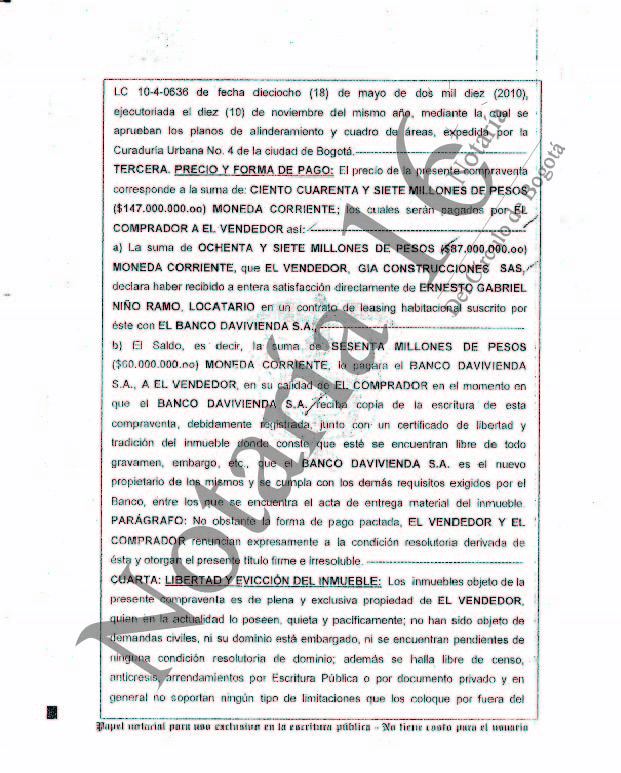 LC 10-4-0636 de fecha dieciocho (18) de mayo de dos mil diez (2010),
ejecutoriada el diez (10) de noviembre del mismo año, mediante la cual se
aprueban los planos de alinderamiento y cuadro de áreas, expedida por la
Curaduría Urbana No. 4 de la ciudad de Bogotá.
TERCERA. PRECIO Y FORMA DE PAGO: El precio de la presente compraventa
corresponde a la suma de: CIENTO CUARENTA Y SIETE MILLONES DE PESOS
($147.000.000.oo) MONEDA CORRIENTE; los cuales serán pagados por EL
COMPRADOR A EL VENDEDOR así:
a) La suma de OCHENTA Y SIETE MILLONES DE PESOS ($87.000.000.oo)
MONEDA CORRIENTE, que EL VENDEDOR, GIA CONSTRUCCIONES SAS,
declara haber recibido a entera satisfacción directamente de ERNESTO GABRIEL
NIÑO RAMO, LOCATARIO en un contrato de leasing habitacional suscrito por
éste con EL BANCO DAVIVIENDA S.A.,
b) El Saldo, es decir, la suma de SESENTA MILLONES DE PESOS
($60.000.000.oo) MONEDA CORRIENTE, lo pagara el BANCO DAVIVIENDA
S.A., A EL VENDEDOR, en su calidad de EL COMPRADOR en el momento en
que el BANCO DAVIVIENDA S.A. reciba copia de la escritura de esta
compraventa, debidamente registrada, junto con un certificado de libertad y
tradición del inmueble donde conste que esté se encuentran libre de todo
gravamen, embargo, etc., que el BANCO DAVIVIENDA S.A. es el nuevo
propietario de los mismos y se cumpla con los demás requisitos exigidos por el
Banco, entre los que se encuentra el acta de entrega material del inmueble.
PARÁGRAFO: No obstante la forma de pago pactada, EL VENDEDOR Y EL
COMPRADOR renuncian expresamente a la condición resolutoria derivada de
ésta y otorgan el presente título firme e irresoluble.
CUARTA: LIBERTAD Y EVICCIÓN DEL INMUEBLE: Los inmuebles objeto de la
presente compraventa es de plena y exclusiva propiedad de EL VENDEDOR,
quien en la actualidad lo poseen, quieta y pacíficamente; no han sido objeto de
demandas civiles, ni su dominio está embargado, ni se encuentran pendientes de
ninguna condición resolutoria de dominio; además se halla libre de censo,
anticresis, arrendamientos por Escritura Pública o por documento privado y en
general no soportan ningún tipo de limitaciones que los coloque por fuera del
Papel notarial para uso exclusivo en la escritura pública - No tiene costo para el usuario
Notaría 16
Notaría
Del Círculo de Bogotá